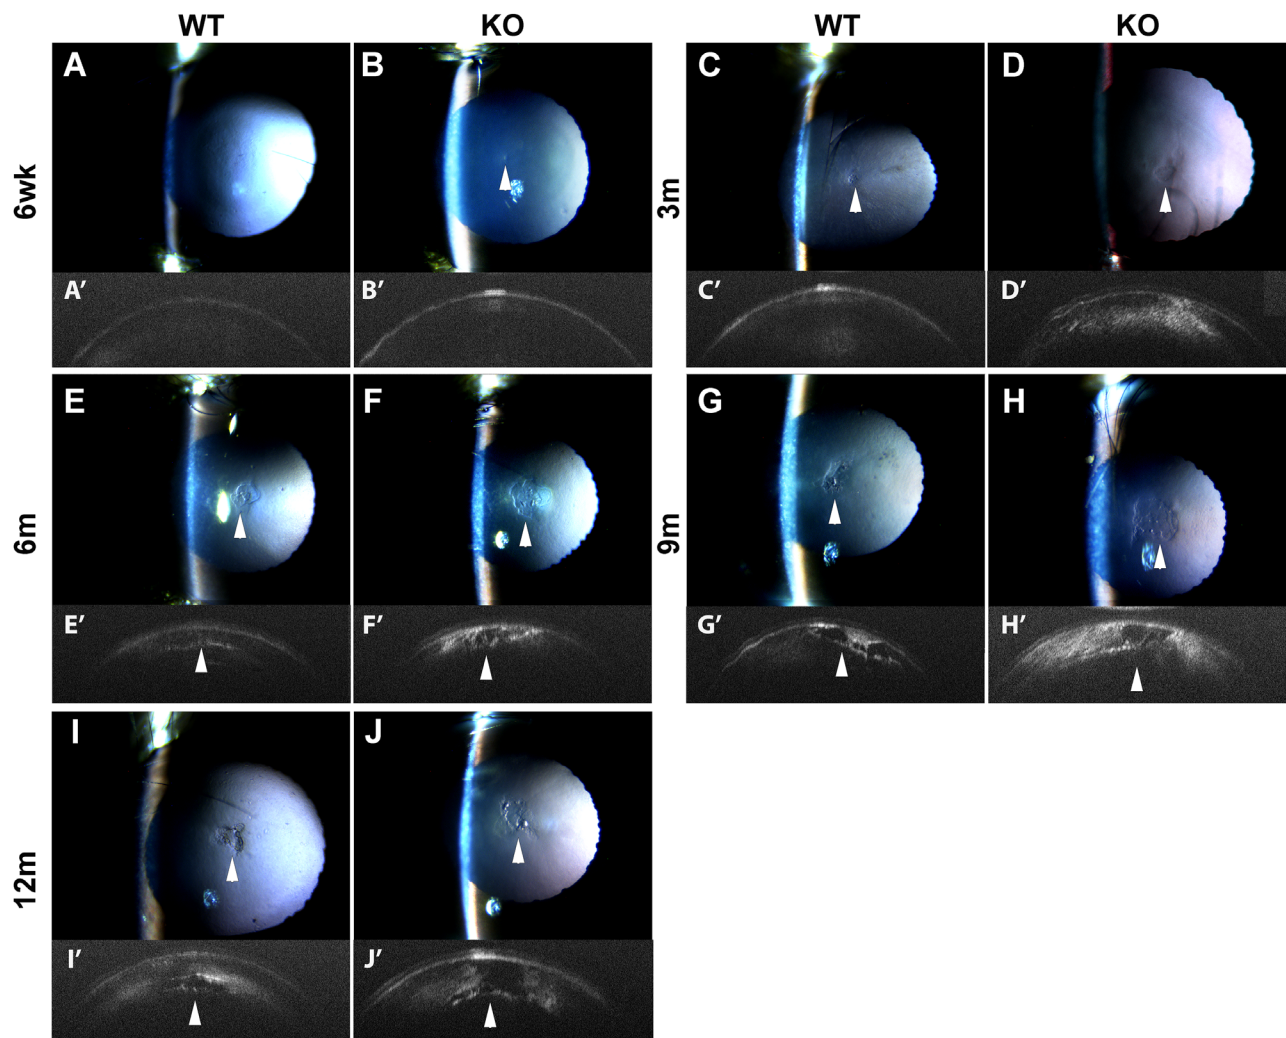 WT KO WT KO
6wk A B 3m C D
A′ B′ C′ D′
6m E F 9m G H
E′ F′ G′ H′
12m I J
I′ J′